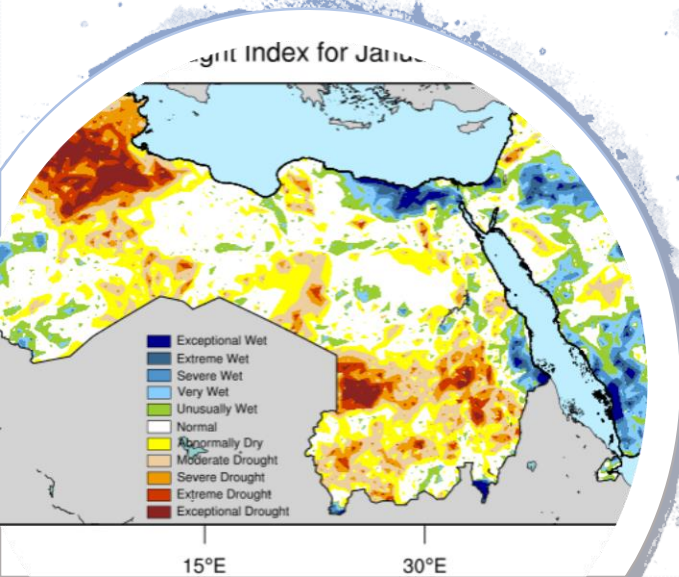 Index for
Exceptional Wet
Extreme Wet
Severe Wet
Very Wet
Unusually Wet
Normal
Abnormally Dry
Moderate Drought
Severe Drought
Extreme Drought
Exceptional Drought
15°E 30°E